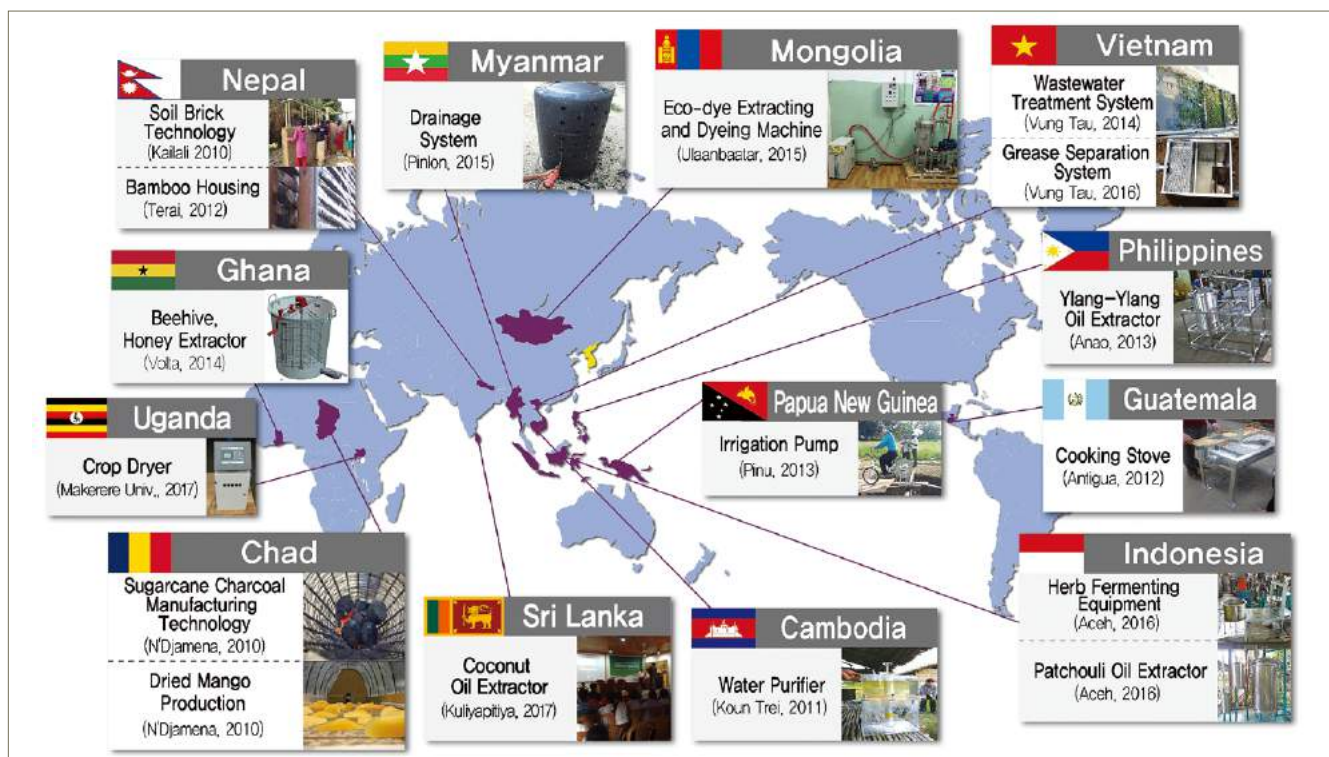 Nepal
Soil Brick
Technology
(Kailali 2010)
Bamboo Housing
(Terai, 2012)
Myanmar
Drainage
System
(Pinlon, 2015)
Mongolia
Eco-dye Extracting
and Dyeing Machine
(Ulaanbaatar, 2015)
Vietnam
Wastewater
Treatment System
(Vung Tau, 2014)
Grease Separation
System
(Vung Tau, 2016)
Ghana
Beehive,
Honey Extractor
(Volta, 2014)
Philippines
Ylang-Ylang
Oil Extractor
(Anao, 2013)
Uganda
Crop Dryer
(Makerere Univ., 2017)
Papua New Guinea
Irrigation Pump
(Pinu, 2013)
Guatemala
Cooking Stove
(Antigua, 2012)
Chad
Sugarcane Charcoal
Manufacturing
Technology
(N'Djamena, 2010)
Dried Mango
Production
(N'Djamena, 2010)
Sri Lanka
Coconut
Oil Extractor
(Kuliyapitiya, 2017)
Cambodia
Water Purifier
(Koun Trei, 2011)
Indonesia
Herb Fermenting
Equipment
(Aceh, 2016)
Patchouli Oil Extractor
(Aceh, 2016)